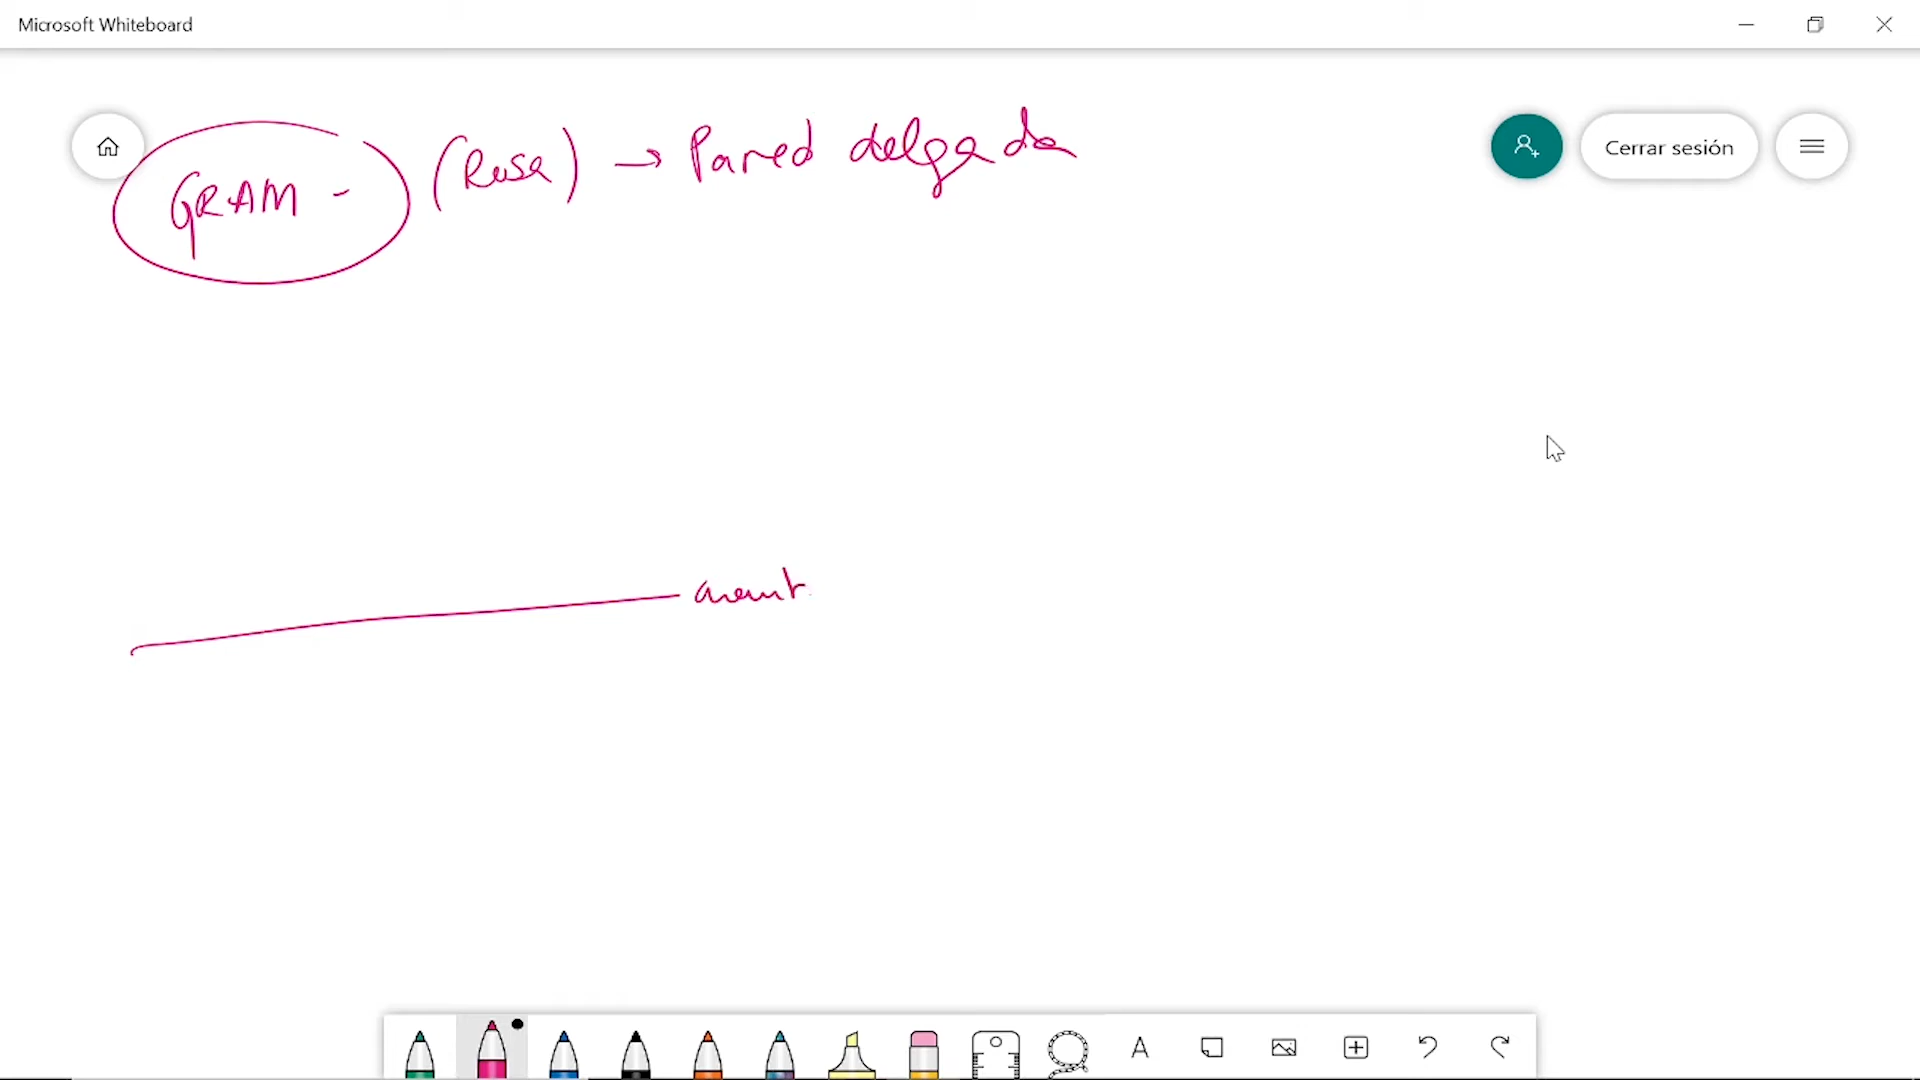 Microsoft Whiteboard
GRAM - (Rosa) → Pared delgada
Cerrar sesión